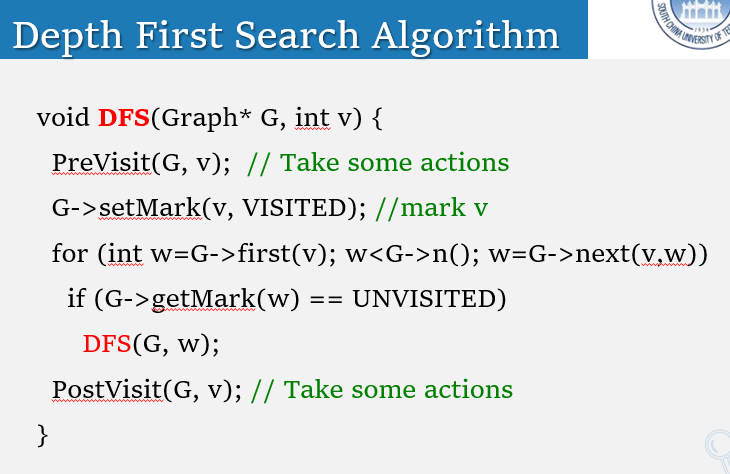 Depth First Search Algorithm
SOUTH CHINA UNIVERSITY OF
1934
void DFS(Graph* G, int v) {
PreVisit(G, v); // Take some actions
G->setMark(v, VISITED); //mark v
for (int w=G->first(v); w<G->n(); w=G->next(v,w))
if (G->getMark(w) == UNVISITED)
DFS(G, w);
PostVisit(G, v); // Take some actions
}